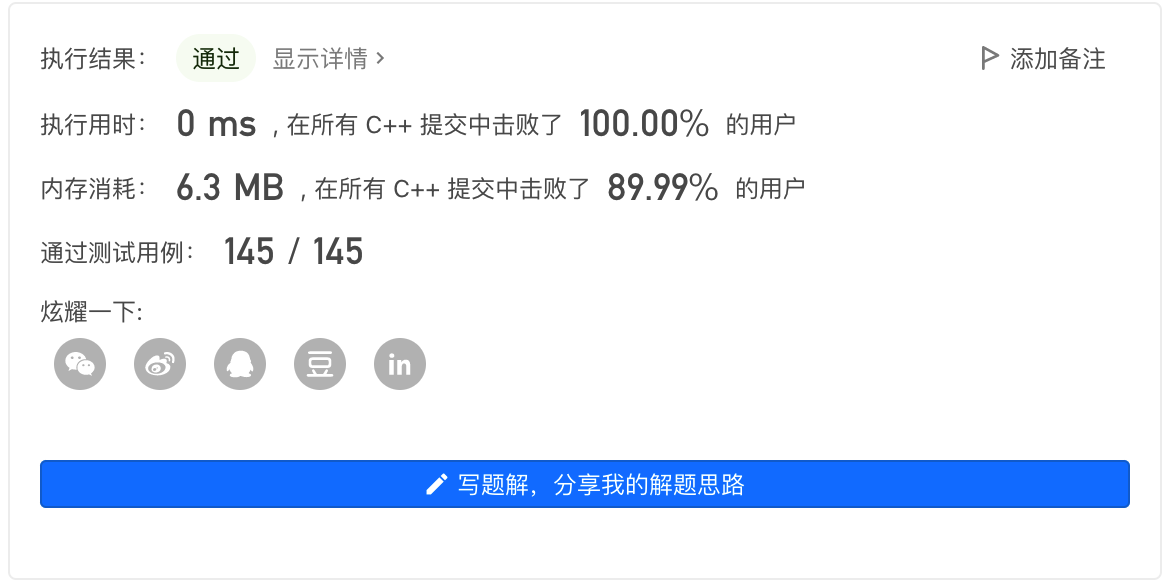 执行结果： 通过 显示详情 › 添加备注
执行用时： 0 ms , 在所有 C++ 提交中击败了 100.00% 的用户
内存消耗： 6.3 MB , 在所有 C++ 提交中击败了 89.99% 的用户
通过测试用例： 145 / 145
炫耀一下:
豆 in
写题解，分享我的解题思路